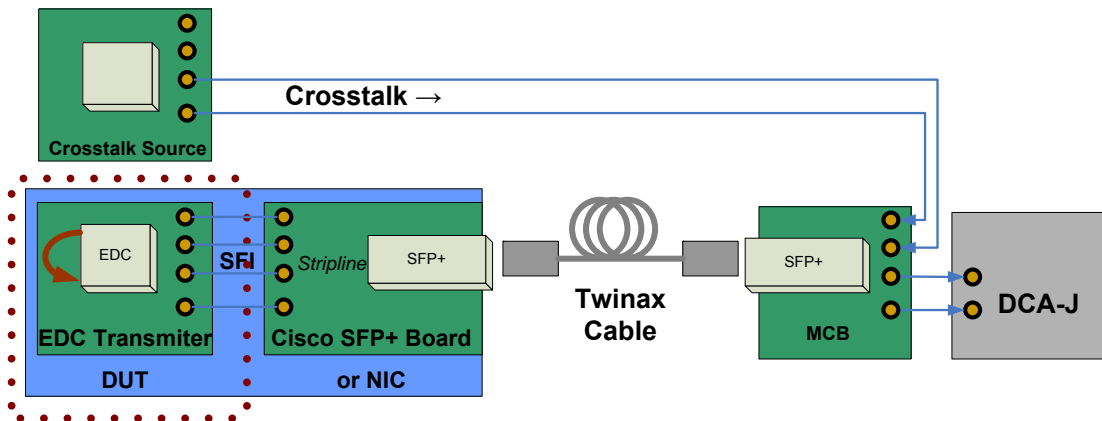 Crosstalk →
Crosstalk Source
EDC
SFI
Stripline
SFP+
SFP+
EDC Transmiter
Cisco SFP+ Board
Twinax
Cable
MCB
DCA-J
DUT
or NIC